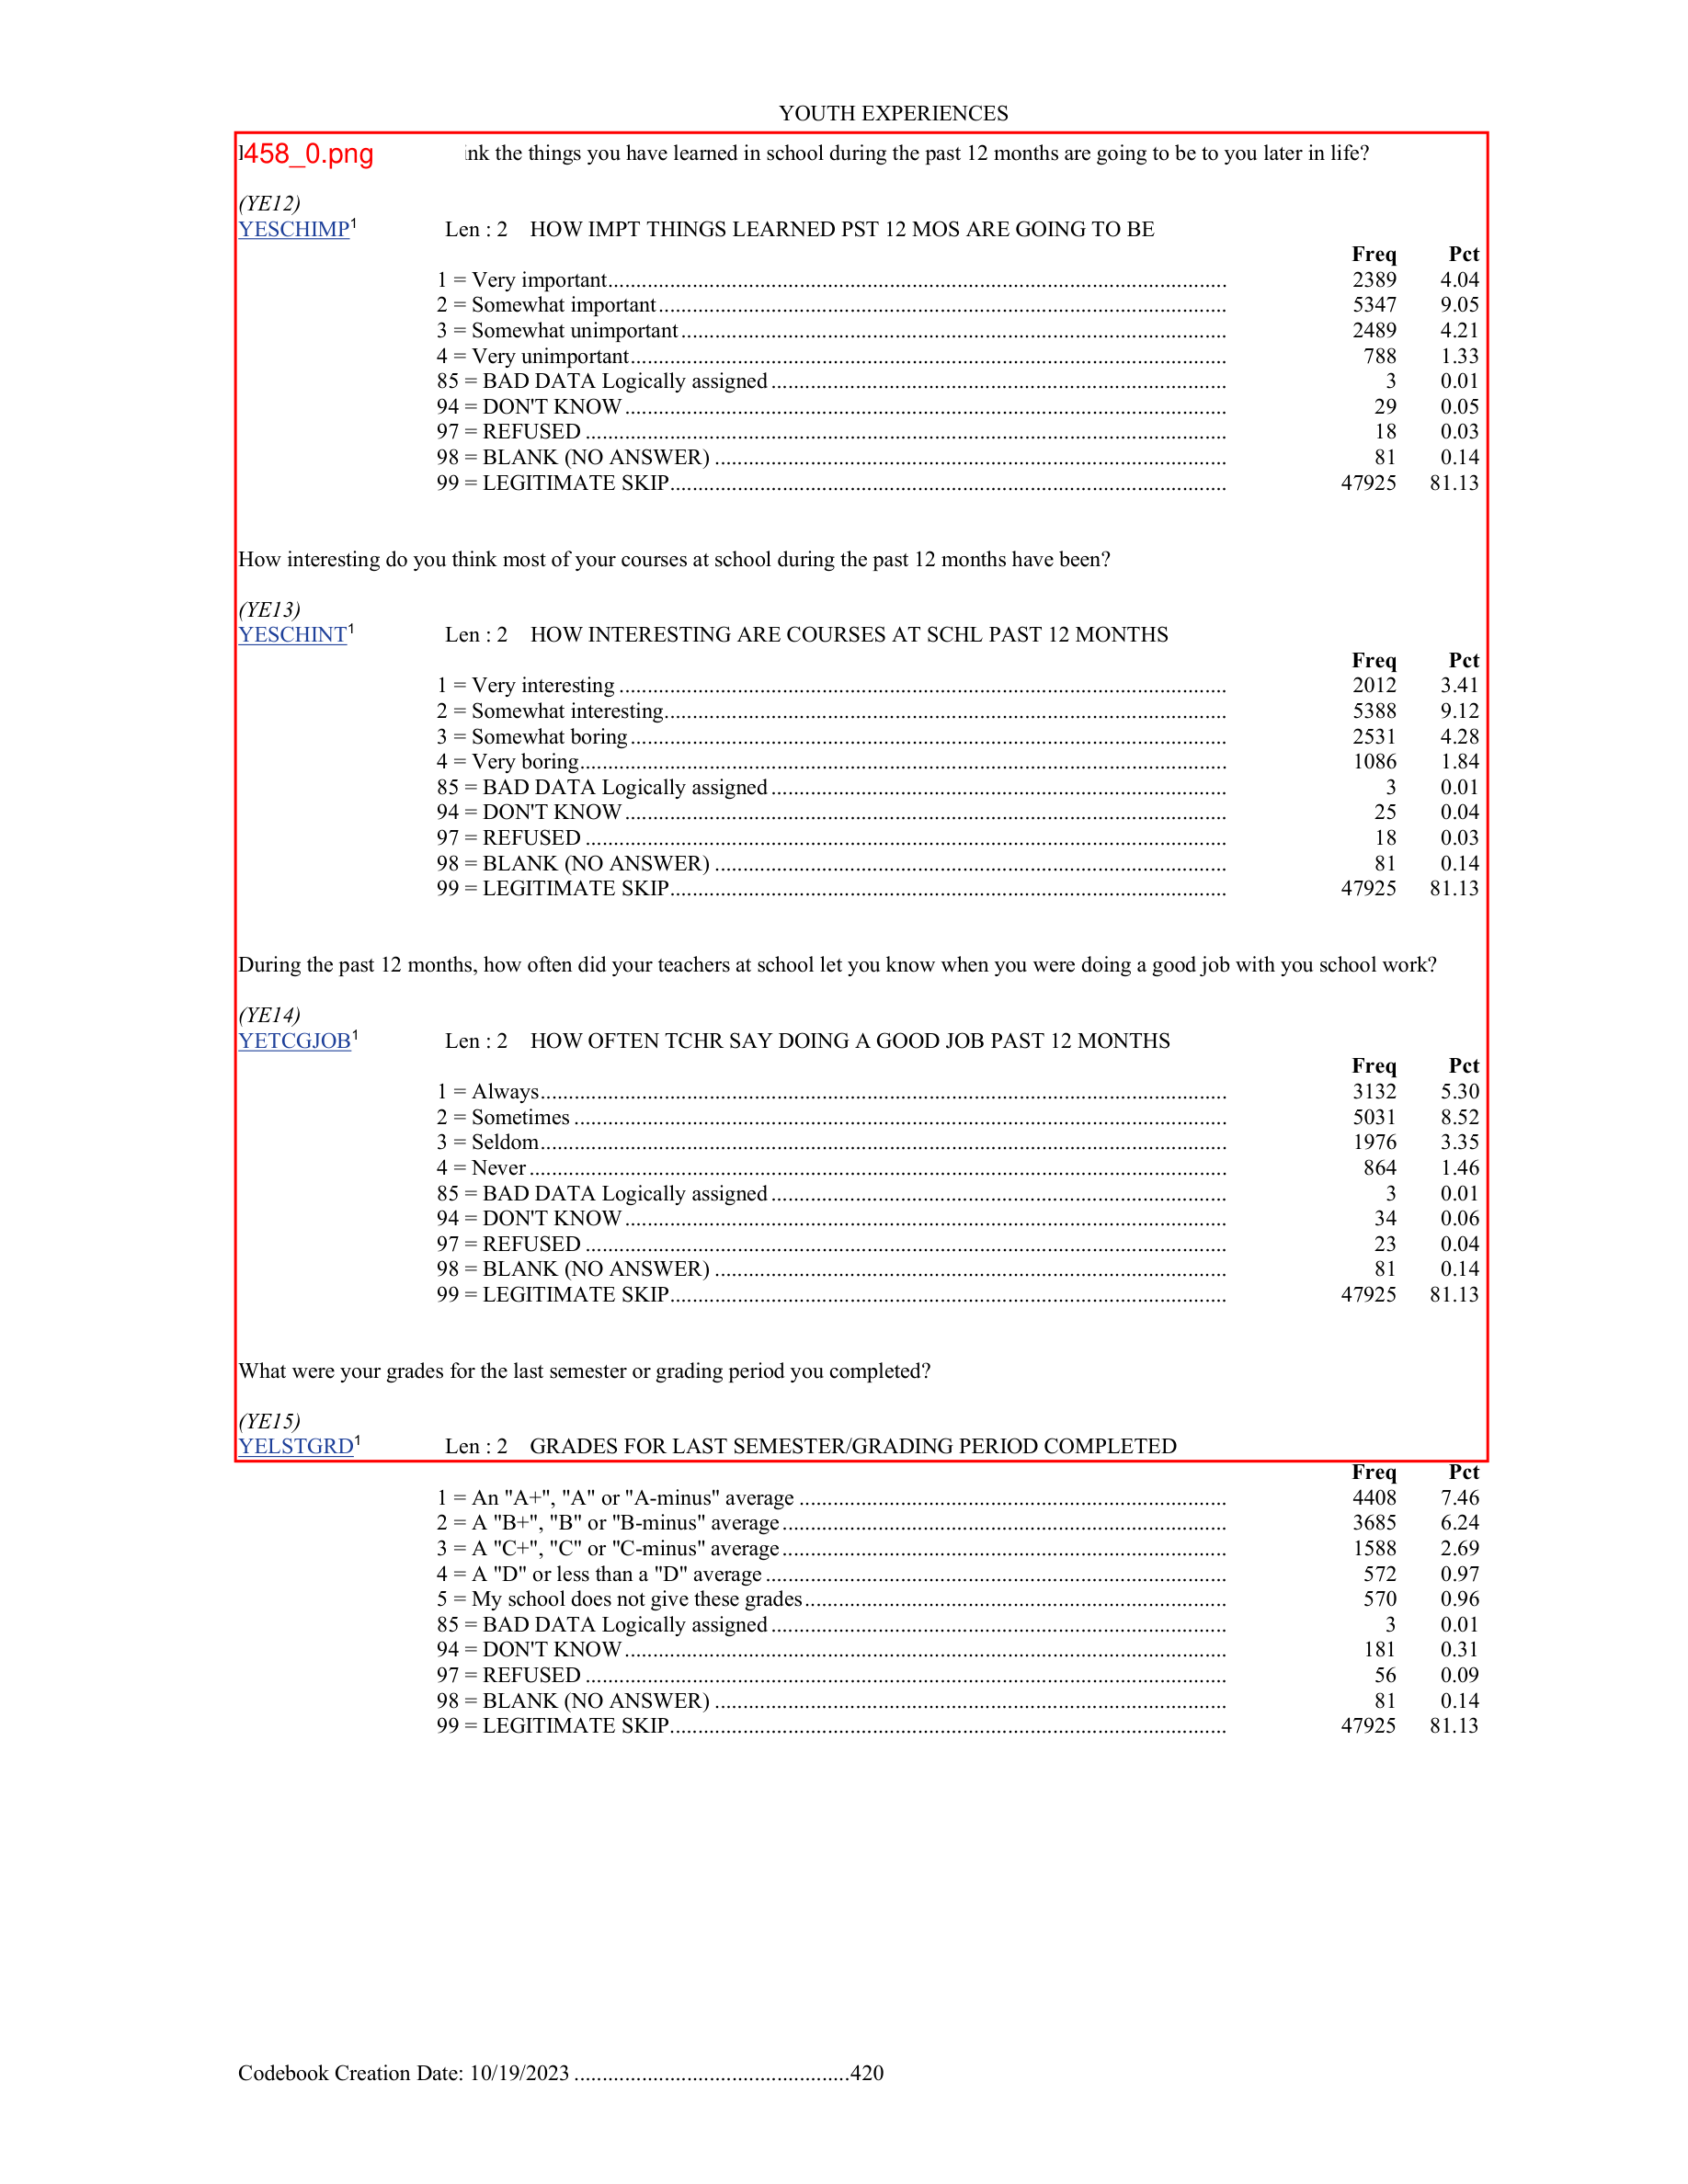 YOUTH EXPERIENCES
458_0.png ink the things you have learned in school during the past 12 months are going to be to you later in life?
(YE12)
YESCHIMP1 Len : 2 HOW IMPT THINGS LEARNED PST 12 MOS ARE GOING TO BE
Freq Pct
1 = Very important 2389 4.04
2 = Somewhat important 5347 9.05
3 = Somewhat unimportant 2489 4.21
4 = Very unimportant 788 1.33
85 = BAD DATA Logically assigned 3 0.01
94 = DON'T KNOW 29 0.05
97 = REFUSED 18 0.03
98 = BLANK (NO ANSWER) 81 0.14
99 = LEGITIMATE SKIP 47925 81.13
How interesting do you think most of your courses at school during the past 12 months have been?
(YE13)
YESCHINT1 Len : 2 HOW INTERESTING ARE COURSES AT SCHL PAST 12 MONTHS
Freq Pct
1 = Very interesting 2012 3.41
2 = Somewhat interesting 5388 9.12
3 = Somewhat boring 2531 4.28
4 = Very boring 1086 1.84
85 = BAD DATA Logically assigned 3 0.01
94 = DON'T KNOW 25 0.04
97 = REFUSED 18 0.03
98 = BLANK (NO ANSWER) 81 0.14
99 = LEGITIMATE SKIP 47925 81.13
During the past 12 months, how often did your teachers at school let you know when you were doing a good job with you school work?
(YE14)
YETCGJOB1 Len : 2 HOW OFTEN TCHR SAY DOING A GOOD JOB PAST 12 MONTHS
Freq Pct
1 = Always 3132 5.30
2 = Sometimes 5031 8.52
3 = Seldom 1976 3.35
4 = Never 864 1.46
85 = BAD DATA Logically assigned 3 0.01
94 = DON'T KNOW 34 0.06
97 = REFUSED 23 0.04
98 = BLANK (NO ANSWER) 81 0.14
99 = LEGITIMATE SKIP 47925 81.13
What were your grades for the last semester or grading period you completed?
(YE15)
YELSTGRD1 Len : 2 GRADES FOR LAST SEMESTER/GRADING PERIOD COMPLETED
Freq Pct
1 = An "A+", "A" or "A-minus" average 4408 7.46
2 = A "B+", "B" or "B-minus" average 3685 6.24
3 = A "C+", "C" or "C-minus" average 1588 2.69
4 = A "D" or less than a "D" average 572 0.97
5 = My school does not give these grades 570 0.96
85 = BAD DATA Logically assigned 3 0.01
94 = DON'T KNOW 181 0.31
97 = REFUSED 56 0.09
98 = BLANK (NO ANSWER) 81 0.14
99 = LEGITIMATE SKIP 47925 81.13
Codebook Creation Date: 10/19/2023 420